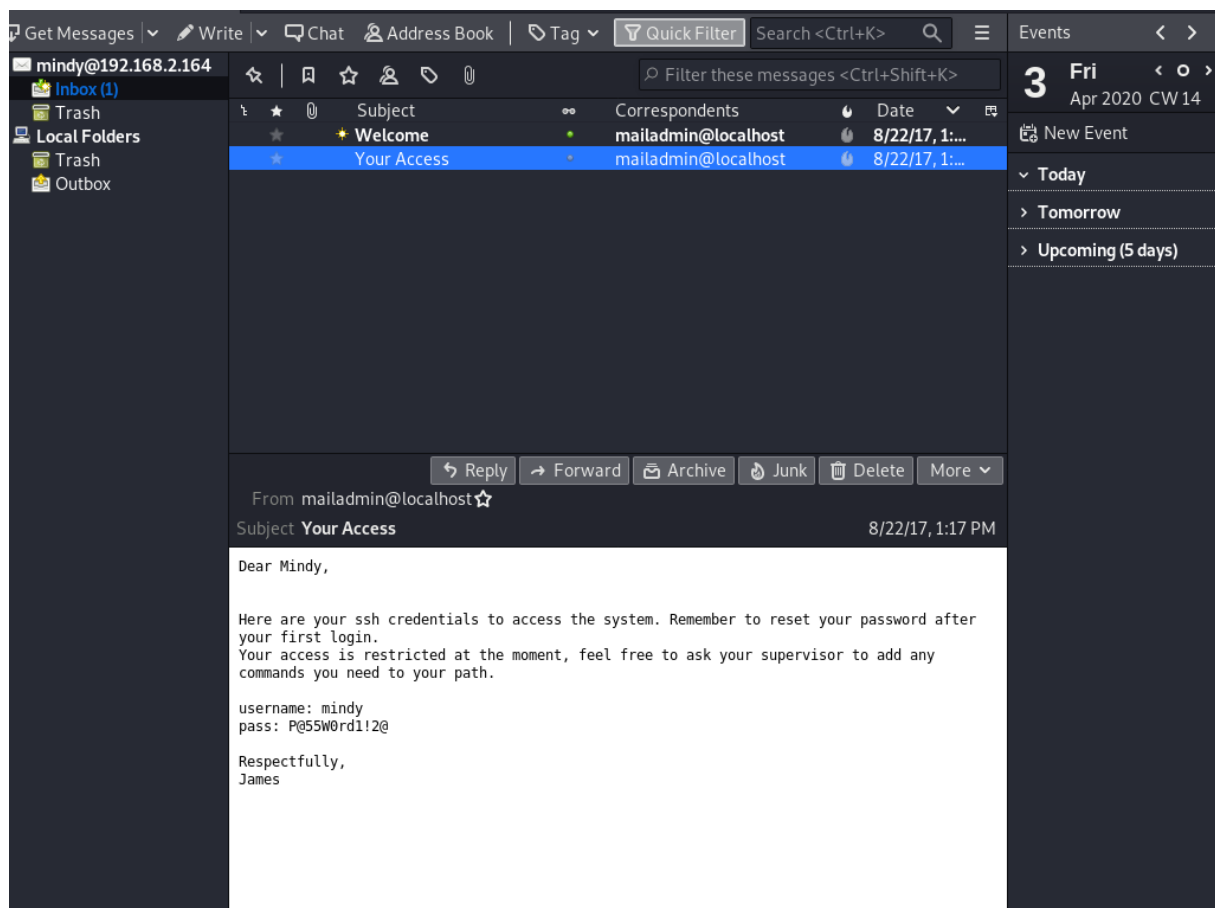 Get Messages Write Chat Address Book Tag Quick Filter Search <Ctrl+K>
mindy@192.168.2.164
Inbox (1)
Trash
Local Folders
Trash
Outbox
Filter these messages <Ctrl+Shift+K>
Subject Correspondents Date
Welcome mailadmin@localhost 8/22/17, 1:...
Your Access mailadmin@localhost 8/22/17, 1:...
Reply Forward Archive Junk Delete More
From mailadmin@localhost
Subject Your Access 8/22/17, 1:17 PM
Dear Mindy,
Here are your ssh credentials to access the system. Remember to reset your password after
your first login.
Your access is restricted at the moment, feel free to ask your supervisor to add any
commands you need to your path.
username: mindy
pass: P@55W0rd1!2@
Respectfully,
James
Events
3 Fri
Apr 2020 CW 14
New Event
Today
Tomorrow
Upcoming (5 days)